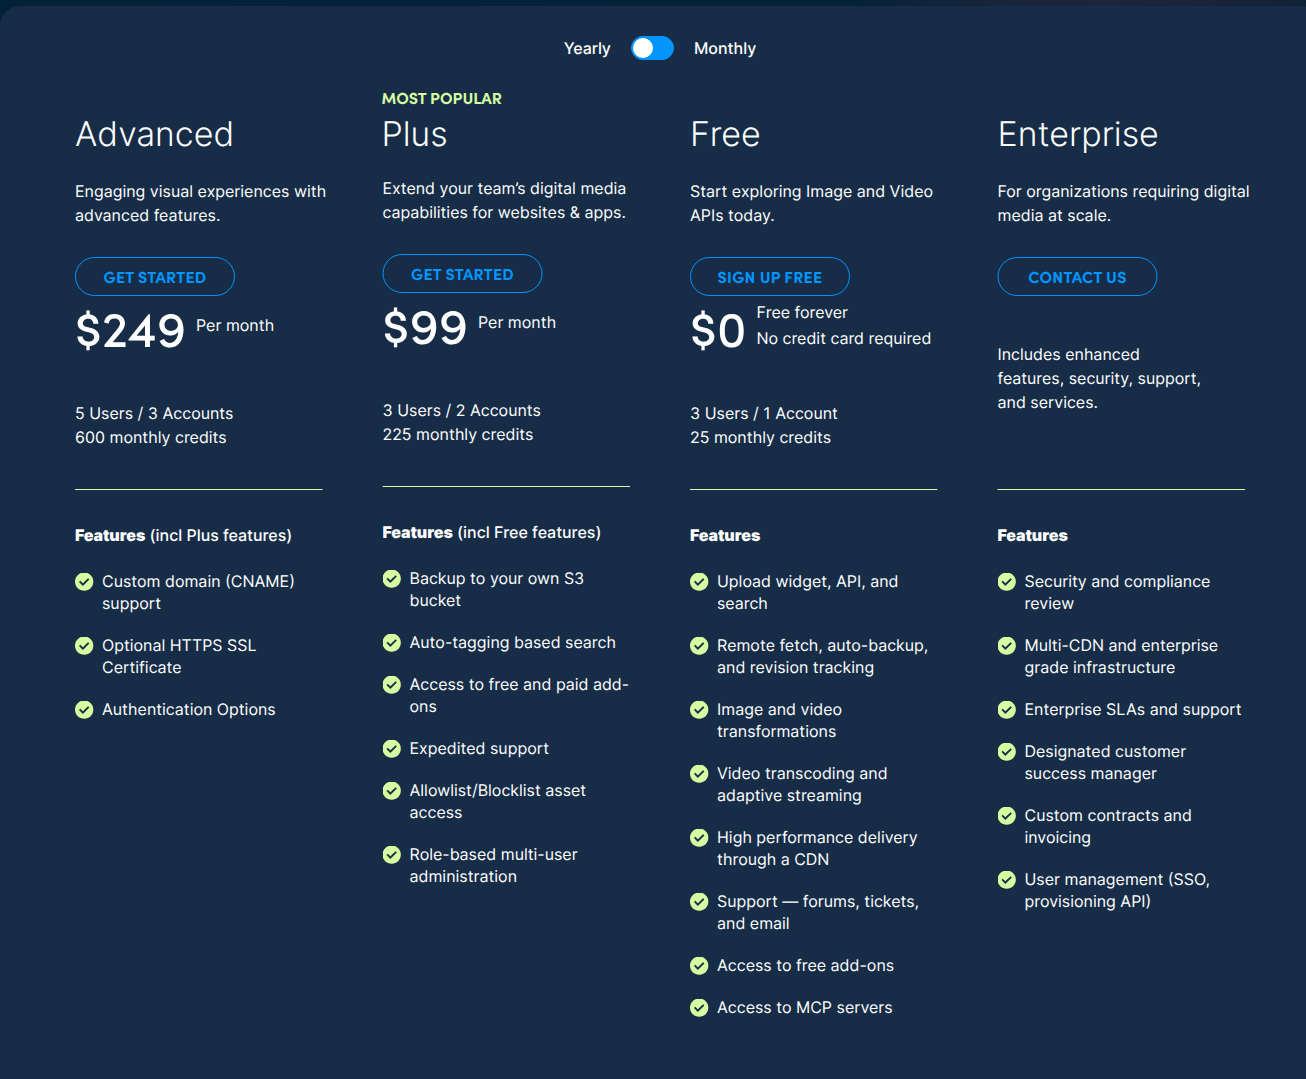 Yearly
Monthly
Advanced
Engaging visual experiences with
advanced features.
GET STARTED
$249 Per month
5 Users / 3 Accounts
600 monthly credits
Features (incl Plus features)
Custom domain (CNAME)
support
Optional HTTPS SSL
Certificate
Authentication Options
MOST POPULAR
Plus
Extend your team’s digital media
capabilities for websites & apps.
GET STARTED
$99 Per month
3 Users / 2 Accounts
225 monthly credits
Features (incl Free features)
Backup to your own S3
bucket
Auto-tagging based search
Access to free and paid add-
ons
Expedited support
Allowlist/Blocklist asset
access
Role-based multi-user
administration
Free
Start exploring Image and Video
APIs today.
SIGN UP FREE
$0
Free forever
No credit card required
3 Users / 1 Account
25 monthly credits
Features
Upload widget, API, and
search
Remote fetch, auto-backup,
and revision tracking
Image and video
transformations
Video transcoding and
adaptive streaming
High performance delivery
through a CDN
Support — forums, tickets,
and email
Access to free add-ons
Access to MCP servers
Enterprise
For organizations requiring digital
media at scale.
CONTACT US
Includes enhanced
features, security, support,
and services.
Features
Security and compliance
review
Multi-CDN and enterprise
grade infrastructure
Enterprise SLAs and support
Designated customer
success manager
Custom contracts and
invoicing
User management (SSO,
provisioning API)